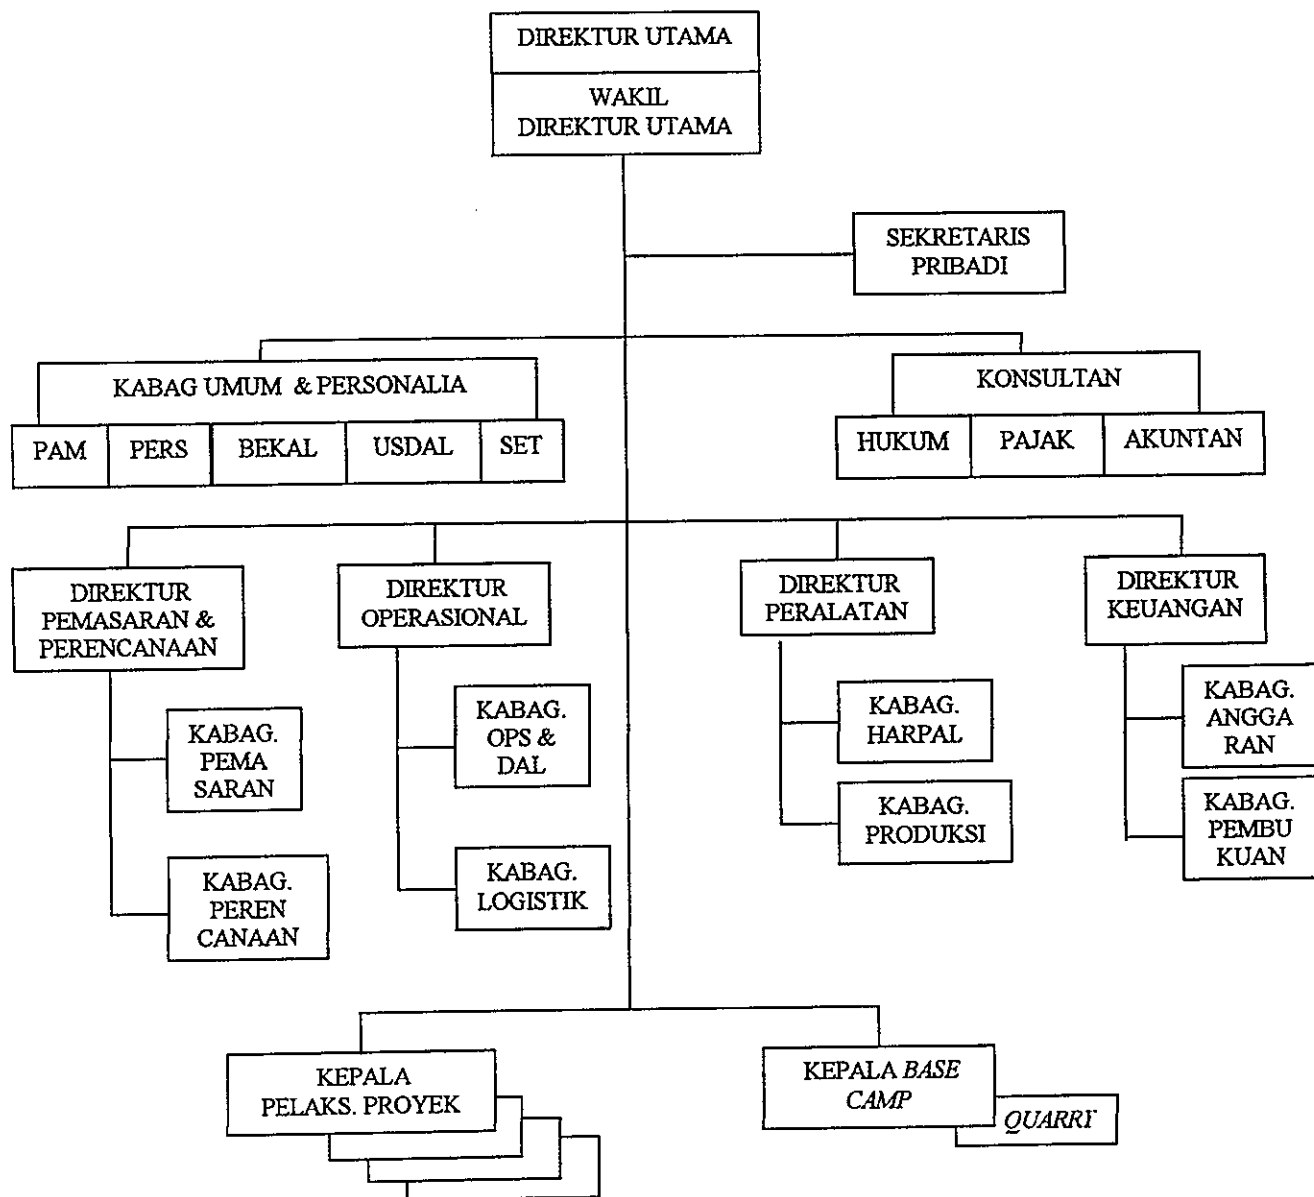 DIREKTUR UTAMA
WAKIL
DIREKTUR UTAMA
SEKRETARIS
PRIBADI
KABAG UMUM & PERSONALIA
PAM PERS BEKAL USDAL SET
KONSULTAN
HUKUM PAJAK AKUNTAN
DIREKTUR
PEMASARAN &
PERENCANAAN
DIREKTUR
OPERASIONAL
DIREKTUR
PERALATAN
DIREKTUR
KEUANGAN
KABAG.
PEMA
SARAN
KABAG.
PEREN
CANAAN
KABAG.
OPS &
DAL
KABAG.
LOGISTIK
KABAG.
HARPAL
KABAG.
PRODUKSI
KABAG.
ANGGA
RAN
KABAG.
PEMBU
KUAN
KEPALA
PELAKS. PROYEK
KEPALA BASE
CAMP
QUARRY